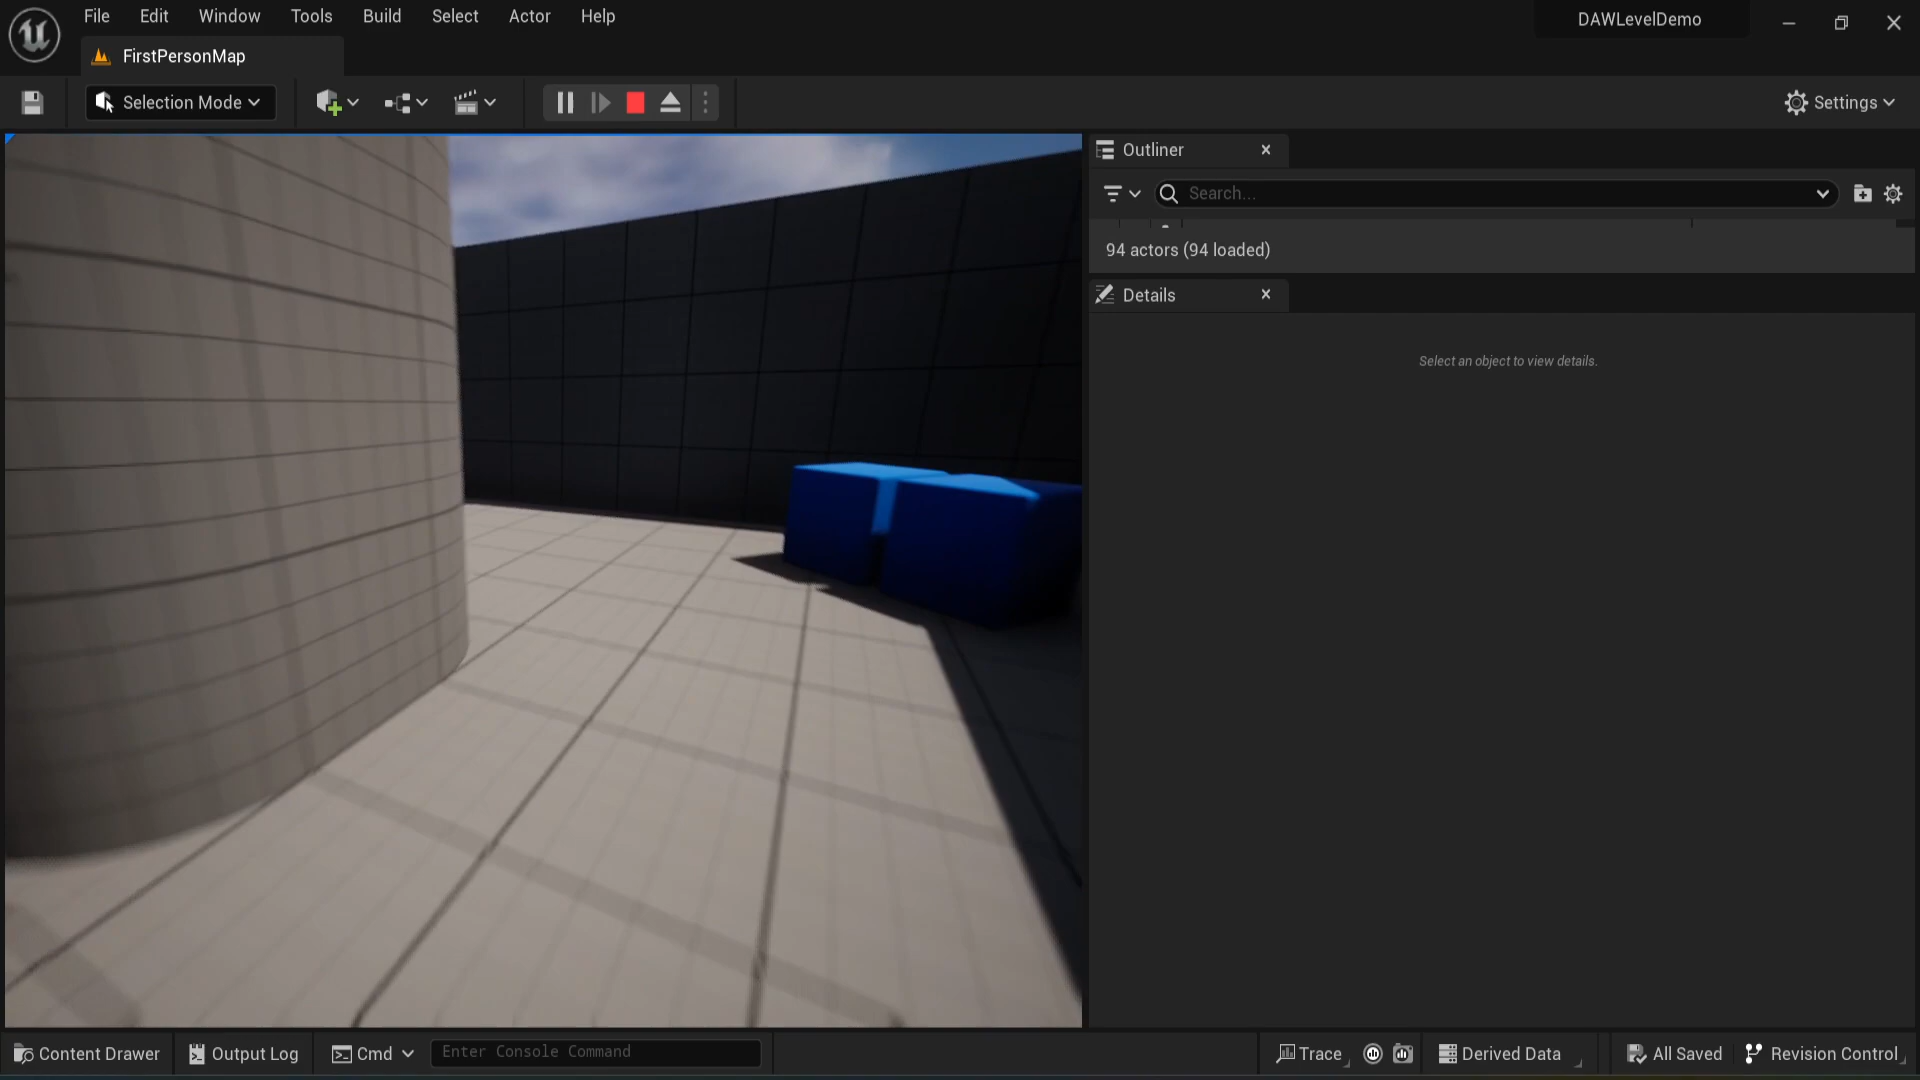 File Edit Window Tools Build Select Actor Help
DAWLevelDemo
FirstPersonMap
Selection Mode
Settings
Outliner
Search...
94 actors (94 loaded)
Details
Select an object to view details.
Content Drawer
Output Log
Cmd
Enter Console Command
Trace
Derived Data
All Saved
Revision Control